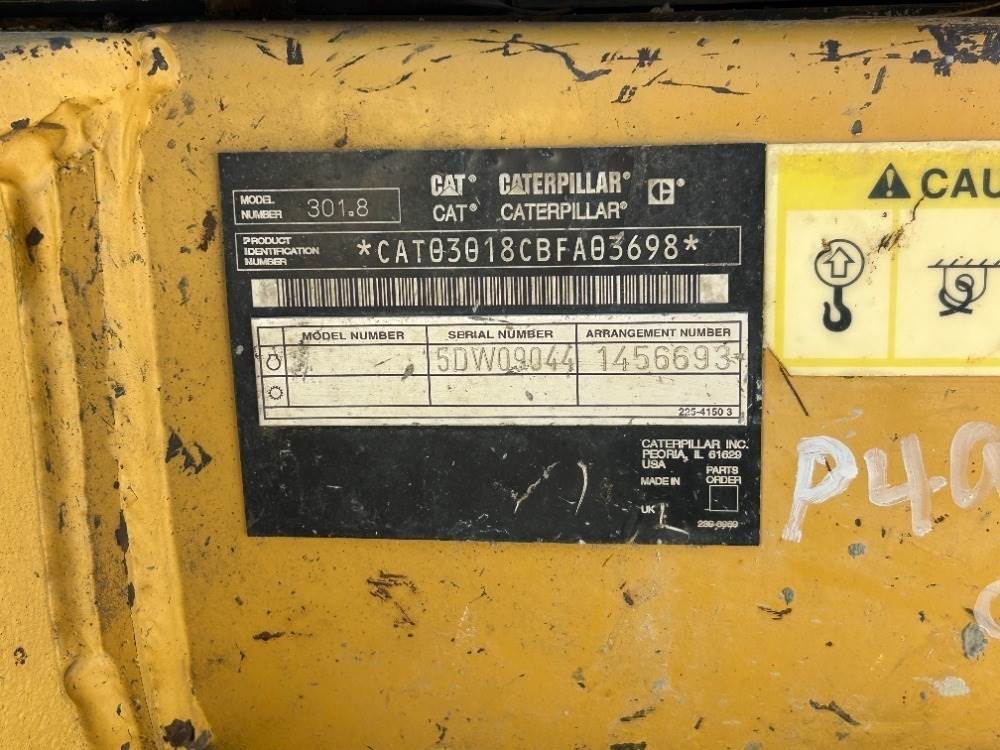 CAT® CATERPILLAR®
MODEL NUMBER 301.8
CAT® CATERPILLAR®
PRODUCT IDENTIFICATION NUMBER *CAT03018CBFA03698*
MODEL NUMBER SERIAL NUMBER ARRANGEMENT NUMBER
5DW09044 1456693
225-4150 3
CATERPILLAR INC.
PEORIA, IL 61629
USA
MADE IN
PARTS ORDER
UK
CAU
P4